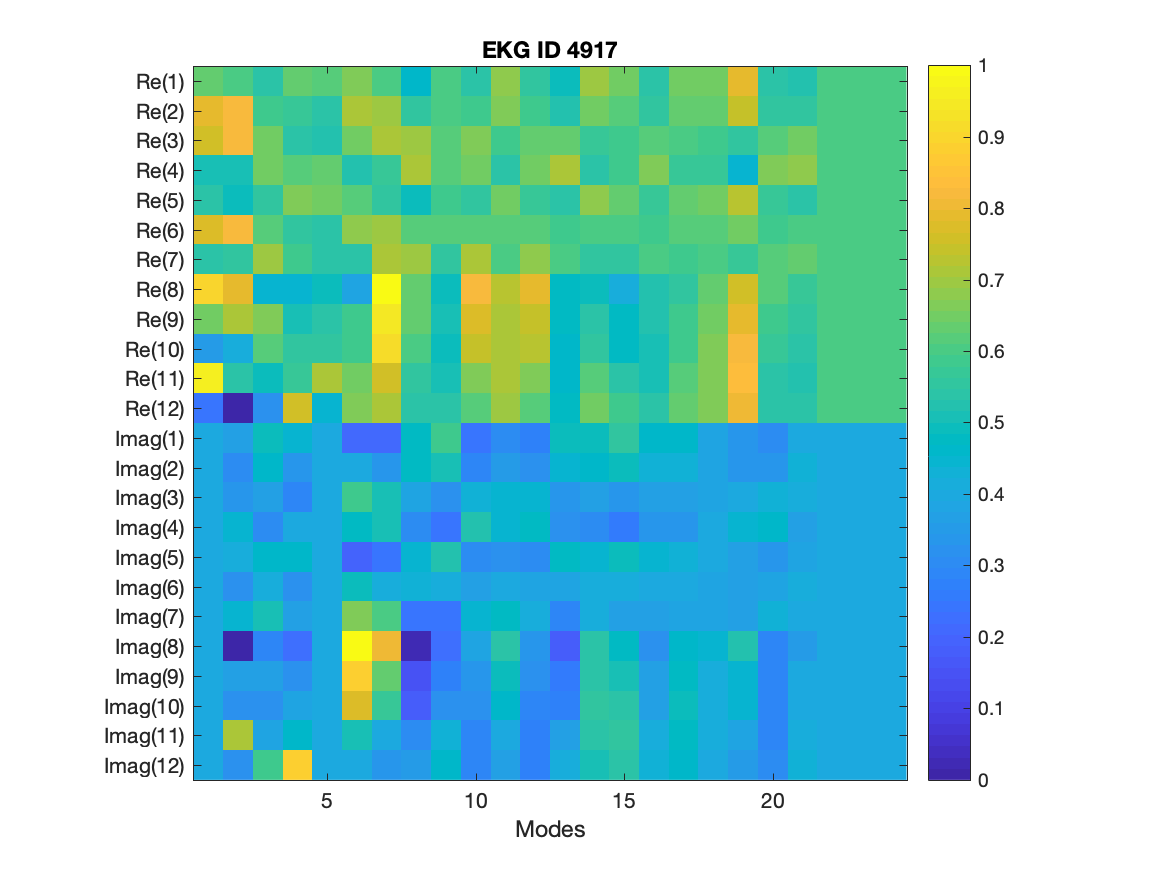 EKG ID 4917
Re(1)
Re(2)
Re(3)
Re(4)
Re(5)
Re(6)
Re(7)
Re(8)
Re(9)
Re(10)
Re(11)
Re(12)
Imag(1)
Imag(2)
Imag(3)
Imag(4)
Imag(5)
Imag(6)
Imag(7)
Imag(8)
Imag(9)
Imag(10)
Imag(11)
Imag(12)
5 10 15 20
Modes
1
0.9
0.8
0.7
0.6
0.5
0.4
0.3
0.2
0.1
0